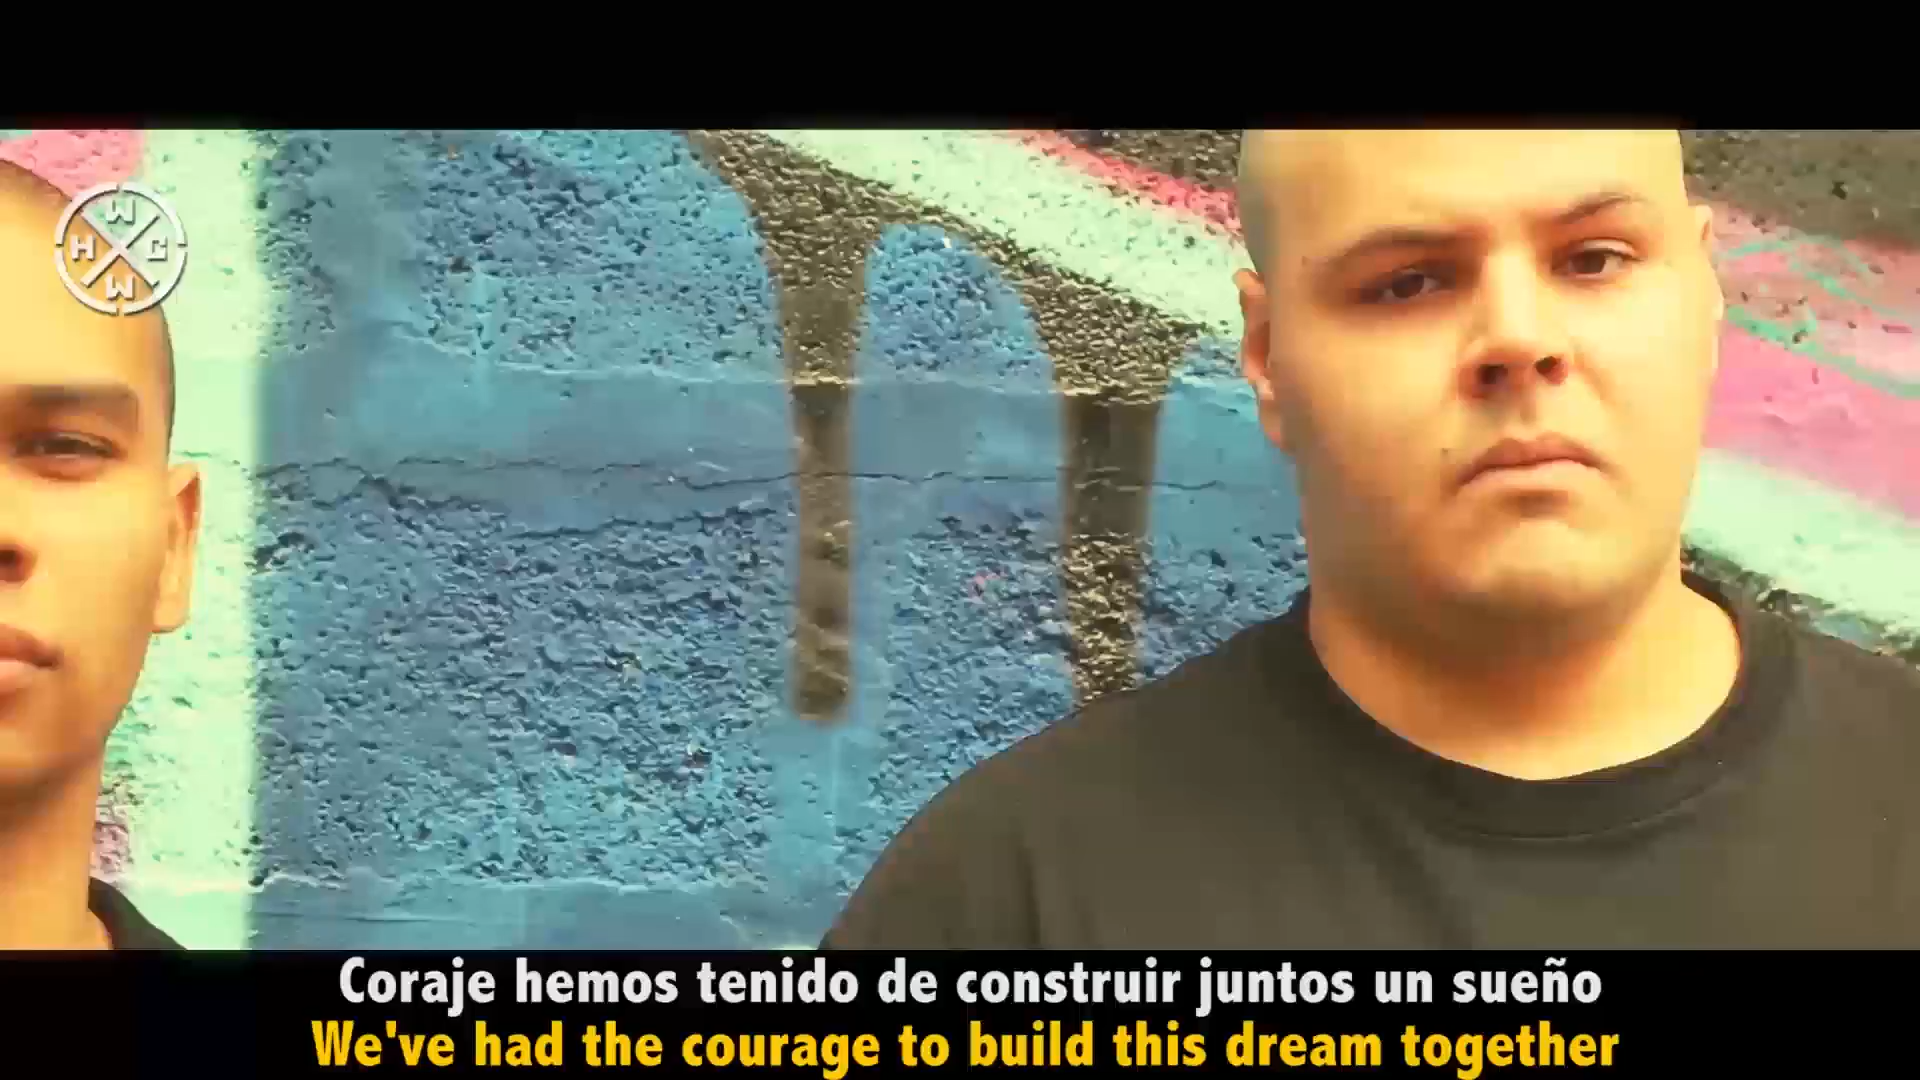 W
H C
W
Coraje hemos tenido de construir juntos un sueño
We've had the courage to build this dream together